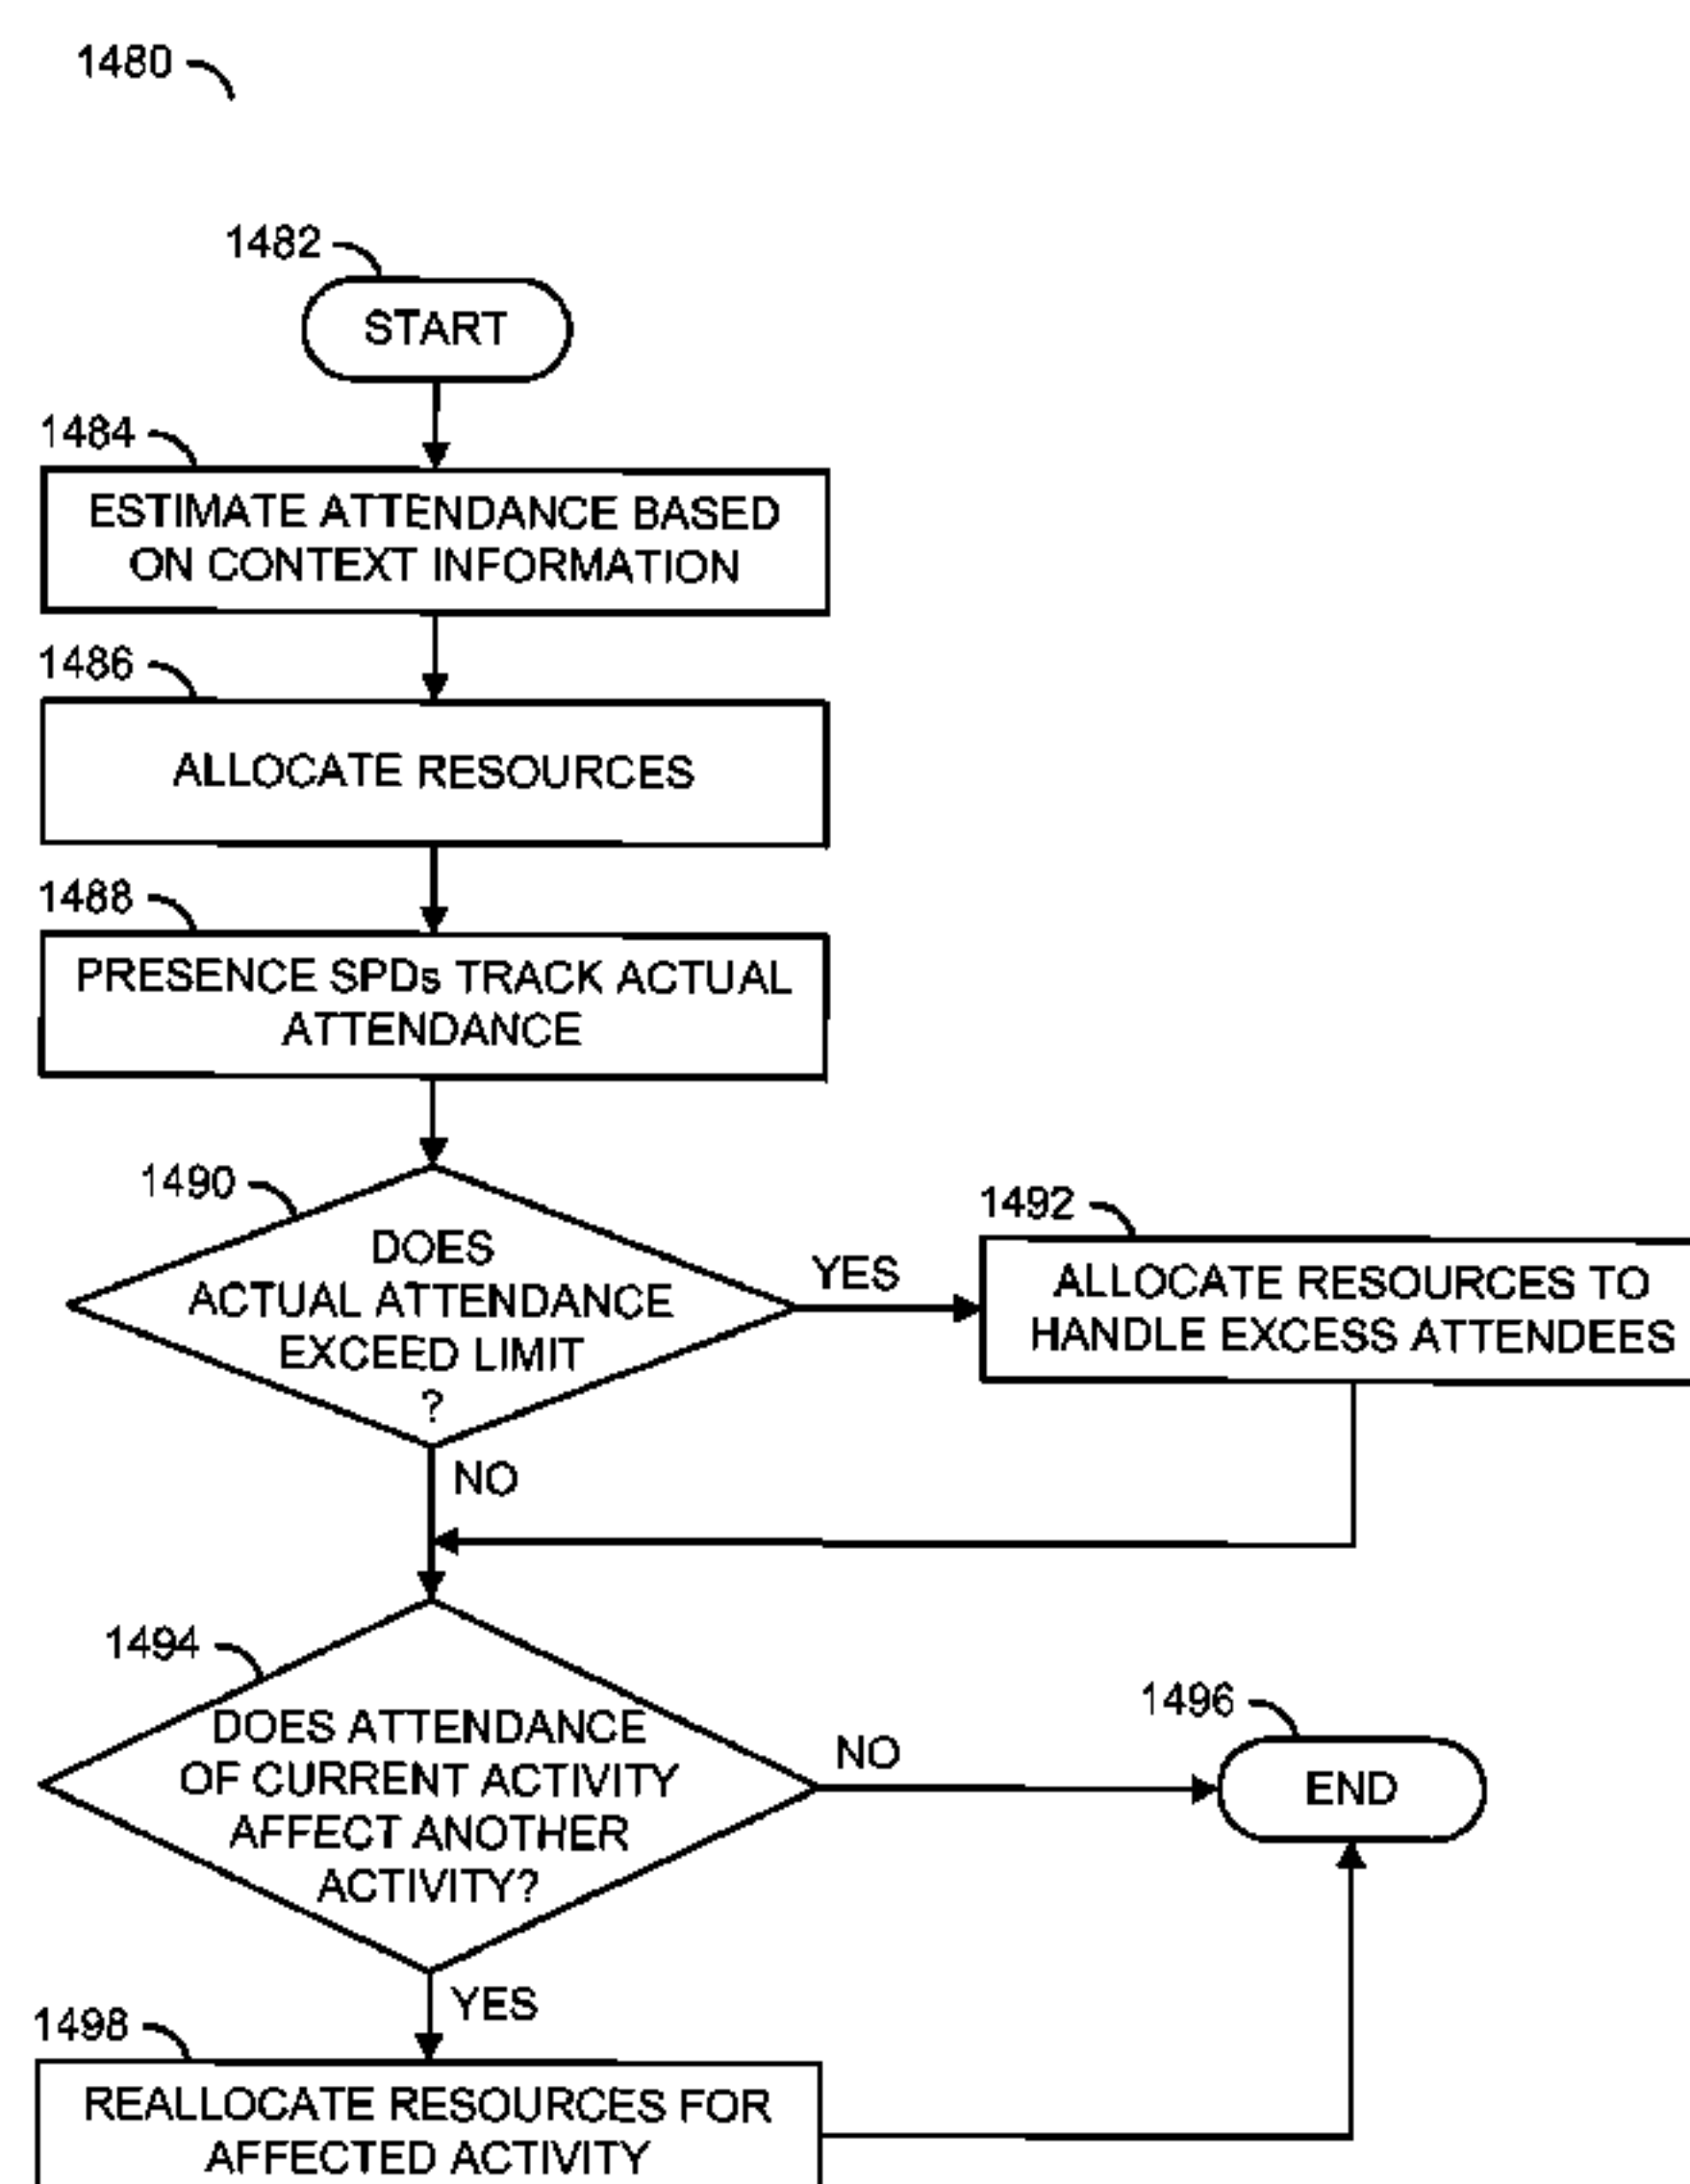 1480
1482
START
1484
ESTIMATE ATTENDANCE BASED
ON CONTEXT INFORMATION
1486
ALLOCATE RESOURCES
1488
PRESENCE SPDs TRACK ACTUAL
ATTENDANCE
1490
DOES
ACTUAL ATTENDANCE
EXCEED LIMIT
?
YES
1492
ALLOCATE RESOURCES TO
HANDLE EXCESS ATTENDEES
NO
1494
DOES ATTENDANCE
OF CURRENT ACTIVITY
AFFECT ANOTHER
ACTIVITY?
NO
1496
END
YES
1498
REALLOCATE RESOURCES FOR
AFFECTED ACTIVITY